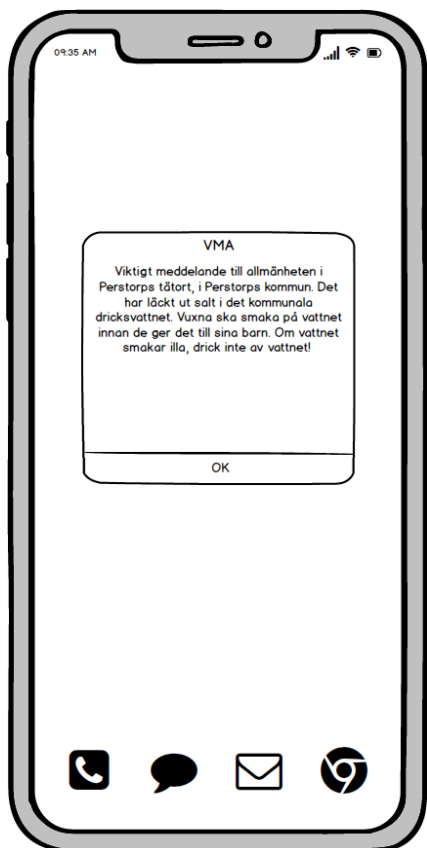 09:35 AM
VMA
Viktigt meddelande till allmänheten i
Perstorps tätort, i Perstorps kommun. Det
har läckt ut salt i det kommunala
dricksvattnet. Vuxna ska smaka på vattnet
innan de ger det till sina barn. Om vattnet
smakar illa, drick inte av vattnet!
OK